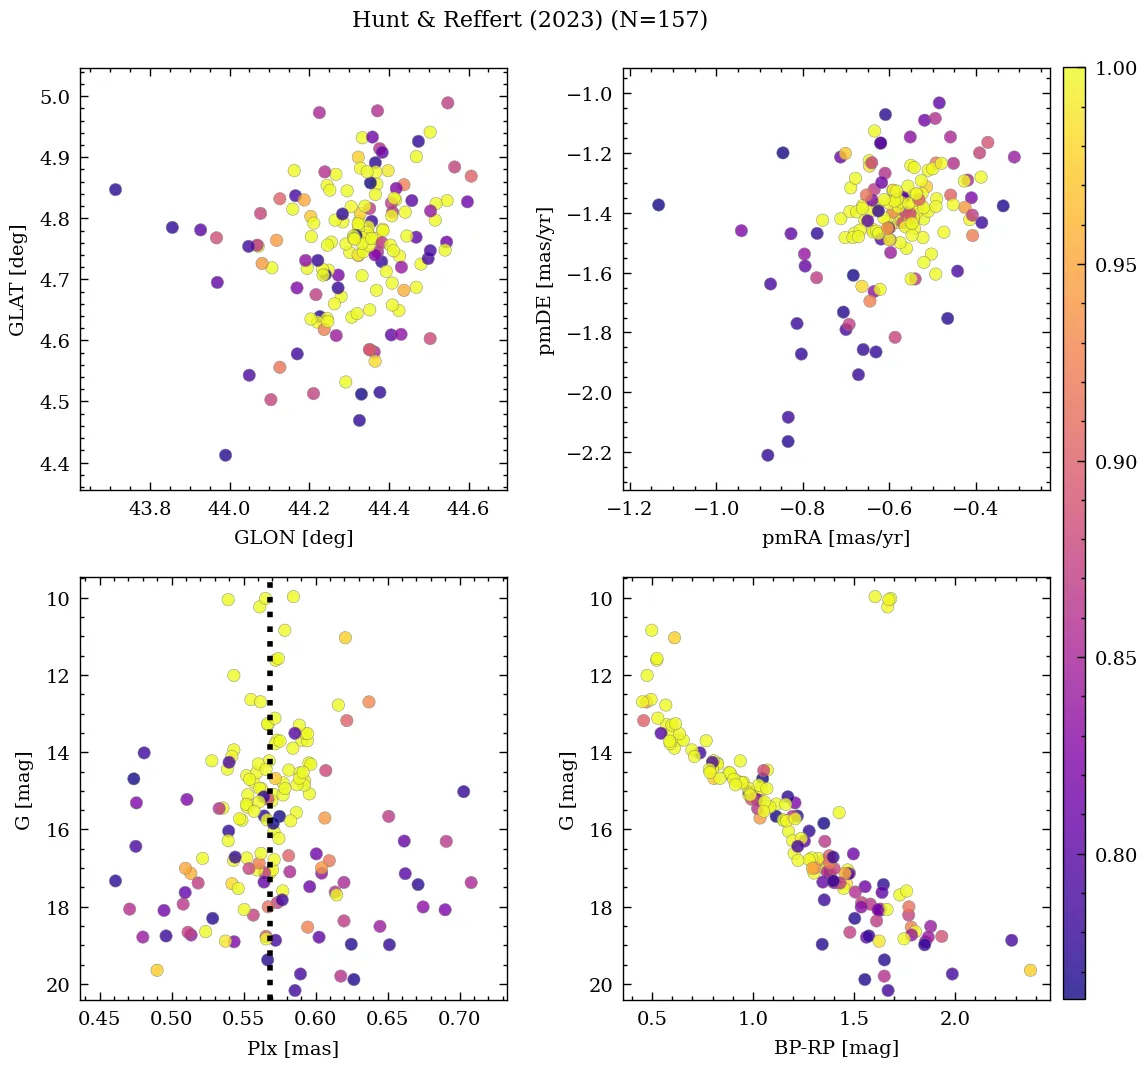 Hunt & Reffert (2023) (N=157)
5.0
4.9
4.8
4.7
4.6
4.5
4.4
GLAT [deg]
43.8 44.0 44.2 44.4 44.6
GLON [deg]
−1.0
−1.2
−1.4
−1.6
−1.8
−2.0
−2.2
pmDE [mas/yr]
−1.2 −1.0 −0.8 −0.6 −0.4
pmRA [mas/yr]
1.00
0.95
0.90
0.85
0.80
10
12
14
16
18
20
G [mag]
0.45 0.50 0.55 0.60 0.65 0.70
Plx [mas]
10
12
14
16
18
20
G [mag]
0.5 1.0 1.5 2.0
BP-RP [mag]